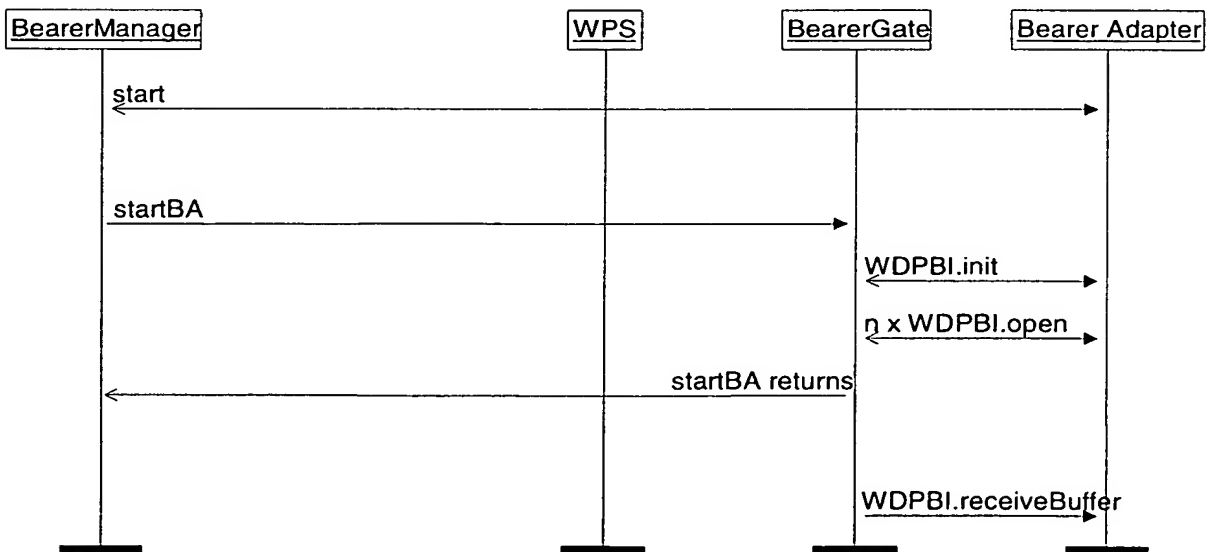 BearerManager
WPS
BearerGate
Bearer Adapter
start
startBA
WDPBI.init
n x WDPBI.open
startBA returns
WDPBI.receiveBuffer